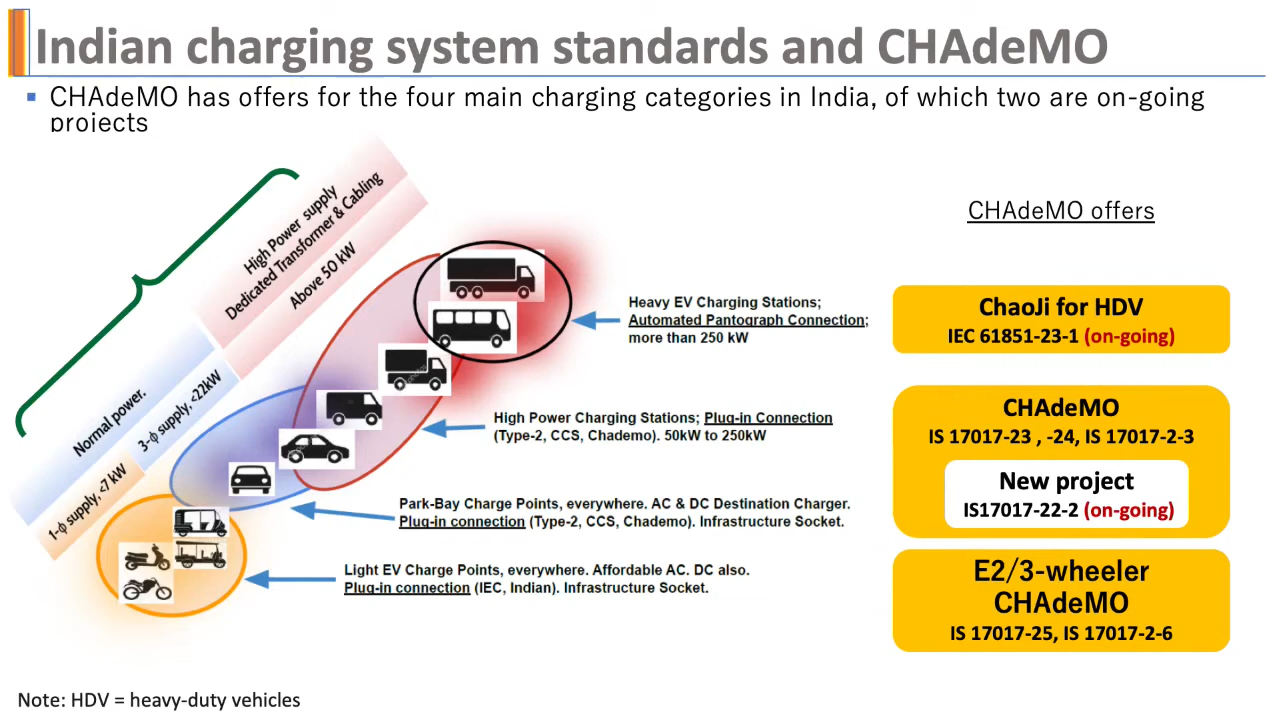 Indian charging system standards and CHAdeMO
▪ CHAdeMO has offers for the four main charging categories in India, of which two are on-going
projects
High Power supply
Dedicated Transformer & Cabling
Above 50 kW
Normal power.
3-ɸ supply, <22kW
1-ɸ supply, <7 kW
Heavy EV Charging Stations;
Automated Pantograph Connection;
more than 250 kW
High Power Charging Stations; Plug-in Connection
(Type-2, CCS, Chademo). 50kW to 250kW
Park-Bay Charge Points, everywhere. AC & DC Destination Charger.
Plug-in connection (Type-2, CCS, Chademo). Infrastructure Socket.
Light EV Charge Points, everywhere. Affordable AC. DC also.
Plug-in connection (IEC, Indian). Infrastructure Socket.
CHAdeMO offers
ChaoJi for HDV
IEC 61851-23-1 (on-going)
CHAdeMO
IS 17017-23 , -24, IS 17017-2-3
New project
IS17017-22-2 (on-going)
E2/3-wheeler
CHAdeMO
IS 17017-25, IS 17017-2-6
Note: HDV = heavy-duty vehicles